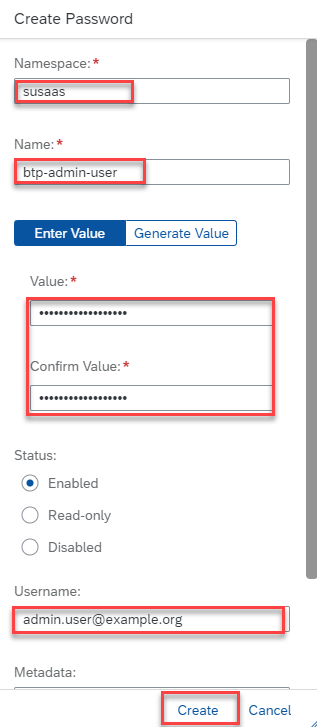 Create Password
Namespace:*
susaas
Name:*
btp-admin-user
Enter Value Generate Value
Value:*
••••••••••••••••••
Confirm Value:*
••••••••••••••••••
Status:
Enabled
Read-only
Disabled
Username:
admin.user@example.org
Metadata:
Create Cancel